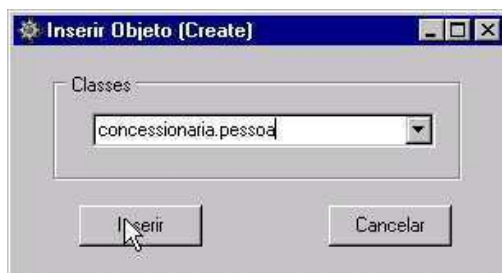 Inserir Objeto (Create)
Classes
concessionaria.pessoa
Inserir
Cancelar